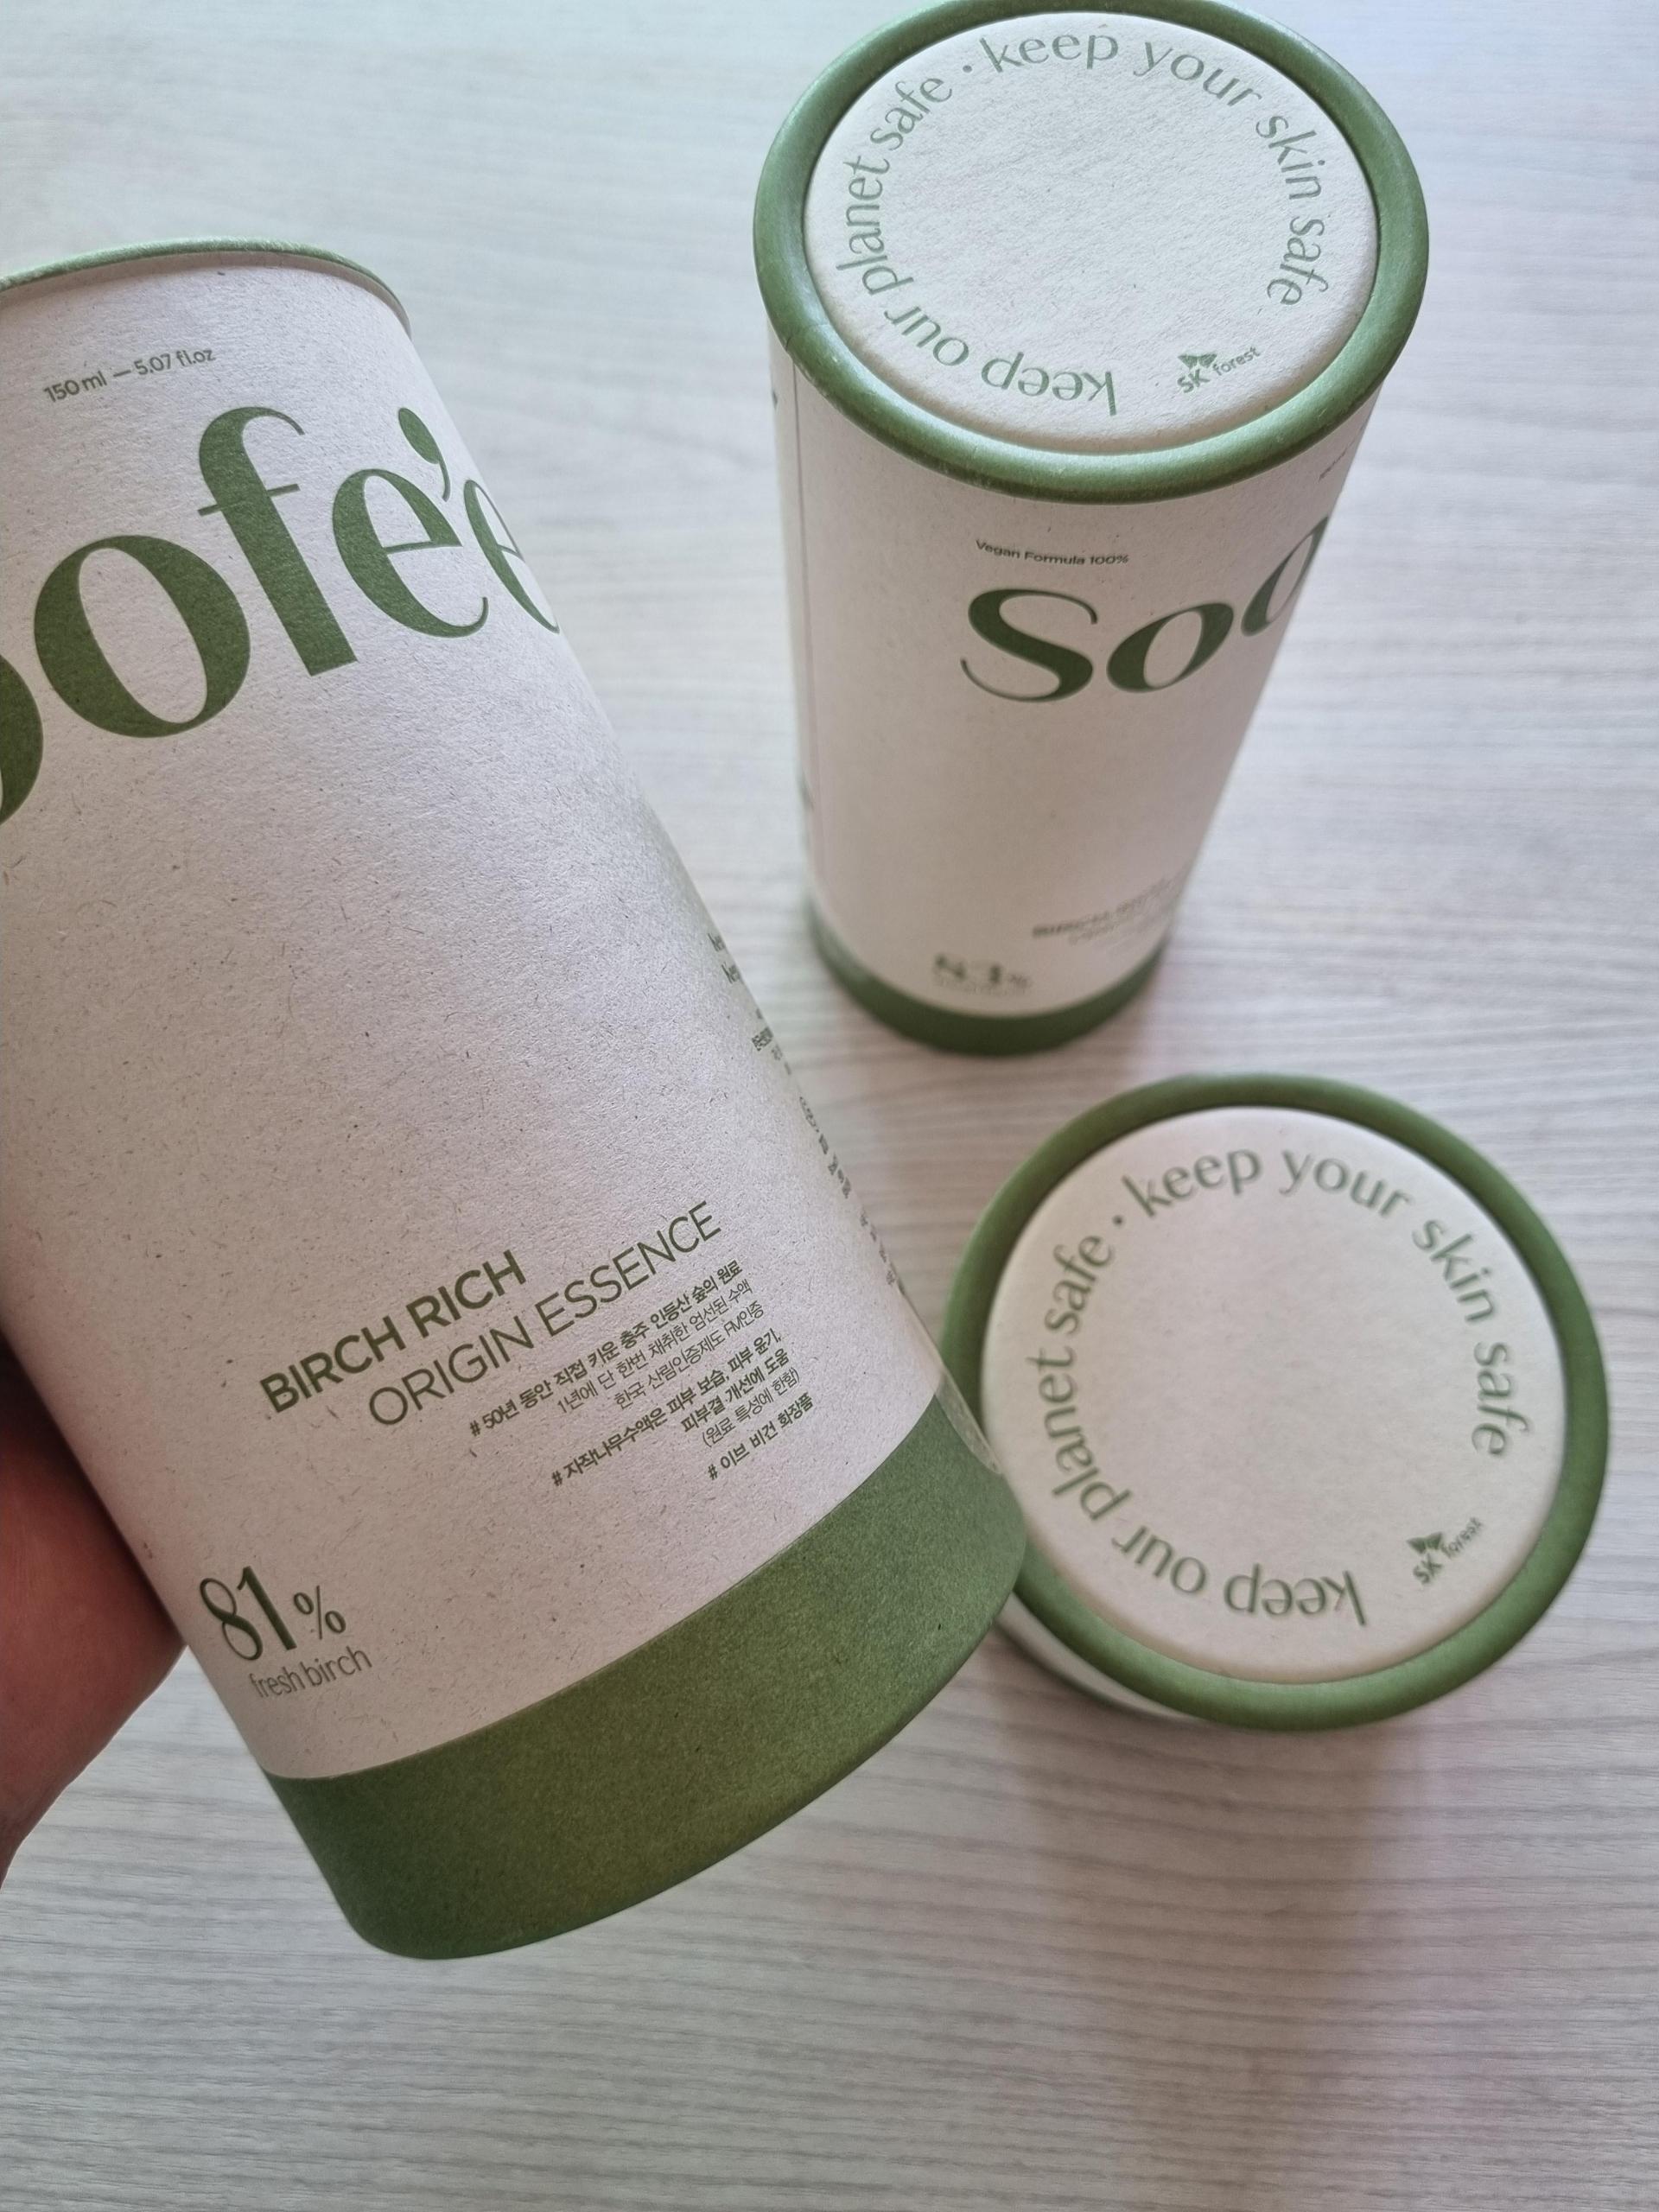 keep our planet safe · keep your skin safe
SK forest
Vegan Formula 100%
Soo
150 ml — 5.07 fl.oz
oofe'e
BIRCH RICH
ORIGIN ESSENCE
# 50년 동안 직접 키운 충주 인등산 숲의 원료
1년에 단 한번 채취한 엄선된 수액
한국 산림인증제도 FM인증
# 자작나무수액은 피부 보습, 피부 윤기,
피부결 개선에 도움
(원료 특성에 한함)
# 이브 비건 화장품
81%
fresh birch
keep our planet safe · keep your skin safe
SK forest